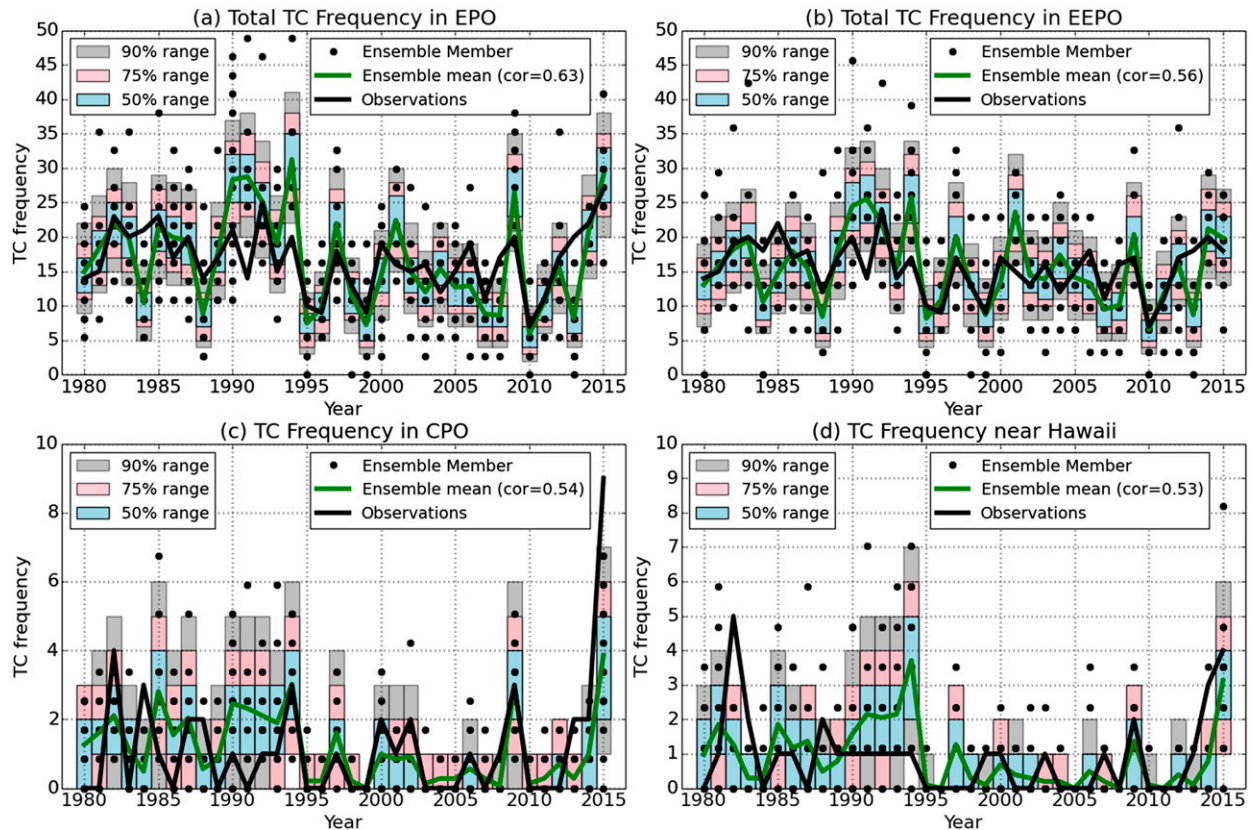 (a) Total TC Frequency in EPO
50
45
40
35
30
25
20
15
10
5
0
TC frequency
90% range
75% range
50% range
Ensemble Member
Ensemble mean (cor=0.63)
Observations
1980 1985 1990 1995 2000 2005 2010 2015
Year
(b) Total TC Frequency in EEPO
50
45
40
35
30
25
20
15
10
5
0
TC frequency
90% range
75% range
50% range
Ensemble Member
Ensemble mean (cor=0.56)
Observations
1980 1985 1990 1995 2000 2005 2010 2015
Year
(c) TC Frequency in CPO
10
8
6
4
2
0
TC frequency
90% range
75% range
50% range
Ensemble Member
Ensemble mean (cor=0.54)
Observations
1980 1985 1990 1995 2000 2005 2010 2015
Year
(d) TC Frequency near Hawaii
10
9
8
7
6
5
4
3
2
1
0
TC frequency
90% range
75% range
50% range
Ensemble Member
Ensemble mean (cor=0.53)
Observations
1980 1985 1990 1995 2000 2005 2010 2015
Year